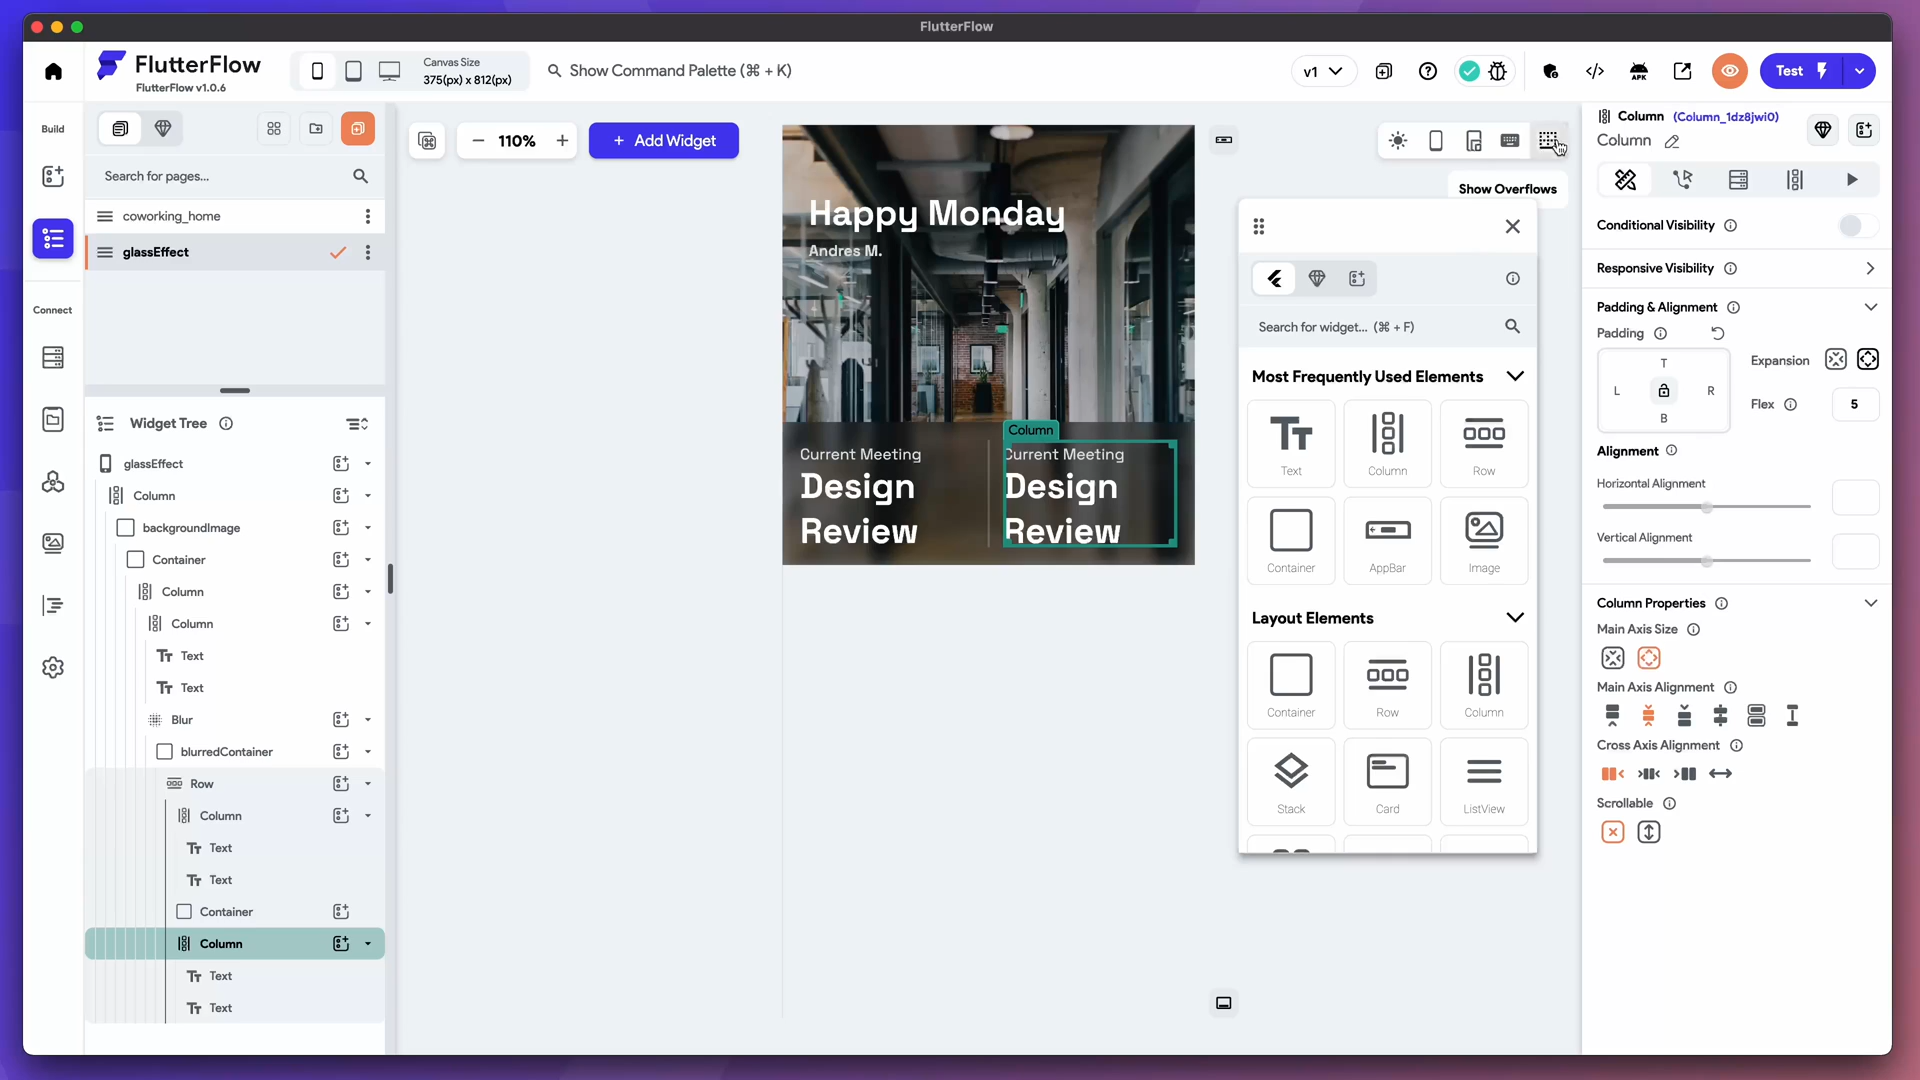 FlutterFlow
FlutterFlow
FlutterFlow v1.0.6
Canvas Size
375(px) x 812(px)
Show Command Palette (⌘ + K)
v1
APK
Test
Build
Connect
Search for pages...
coworking_home
glassEffect
Widget Tree
glassEffect
Column
backgroundImage
Container
Column
Column
Text
Text
Blur
blurredContainer
Row
Column
Text
Text
Container
Column
Text
Text
110%
+ Add Widget
Happy Monday
Andres M.
Current Meeting
Design
Review
Column
Current Meeting
Design
Review
Show Overflows
Search for widget... (⌘ + F)
Most Frequently Used Elements
Text
Column
Row
Container
AppBar
Image
Layout Elements
Container
Row
Column
Stack
Card
ListView
Column (Column_1dz8jwi0)
Column
Conditional Visibility
Responsive Visibility
Padding & Alignment
Padding
T
L
R
B
Expansion
Flex
5
Alignment
Horizontal Alignment
Vertical Alignment
Column Properties
Main Axis Size
Main Axis Alignment
Cross Axis Alignment
Scrollable